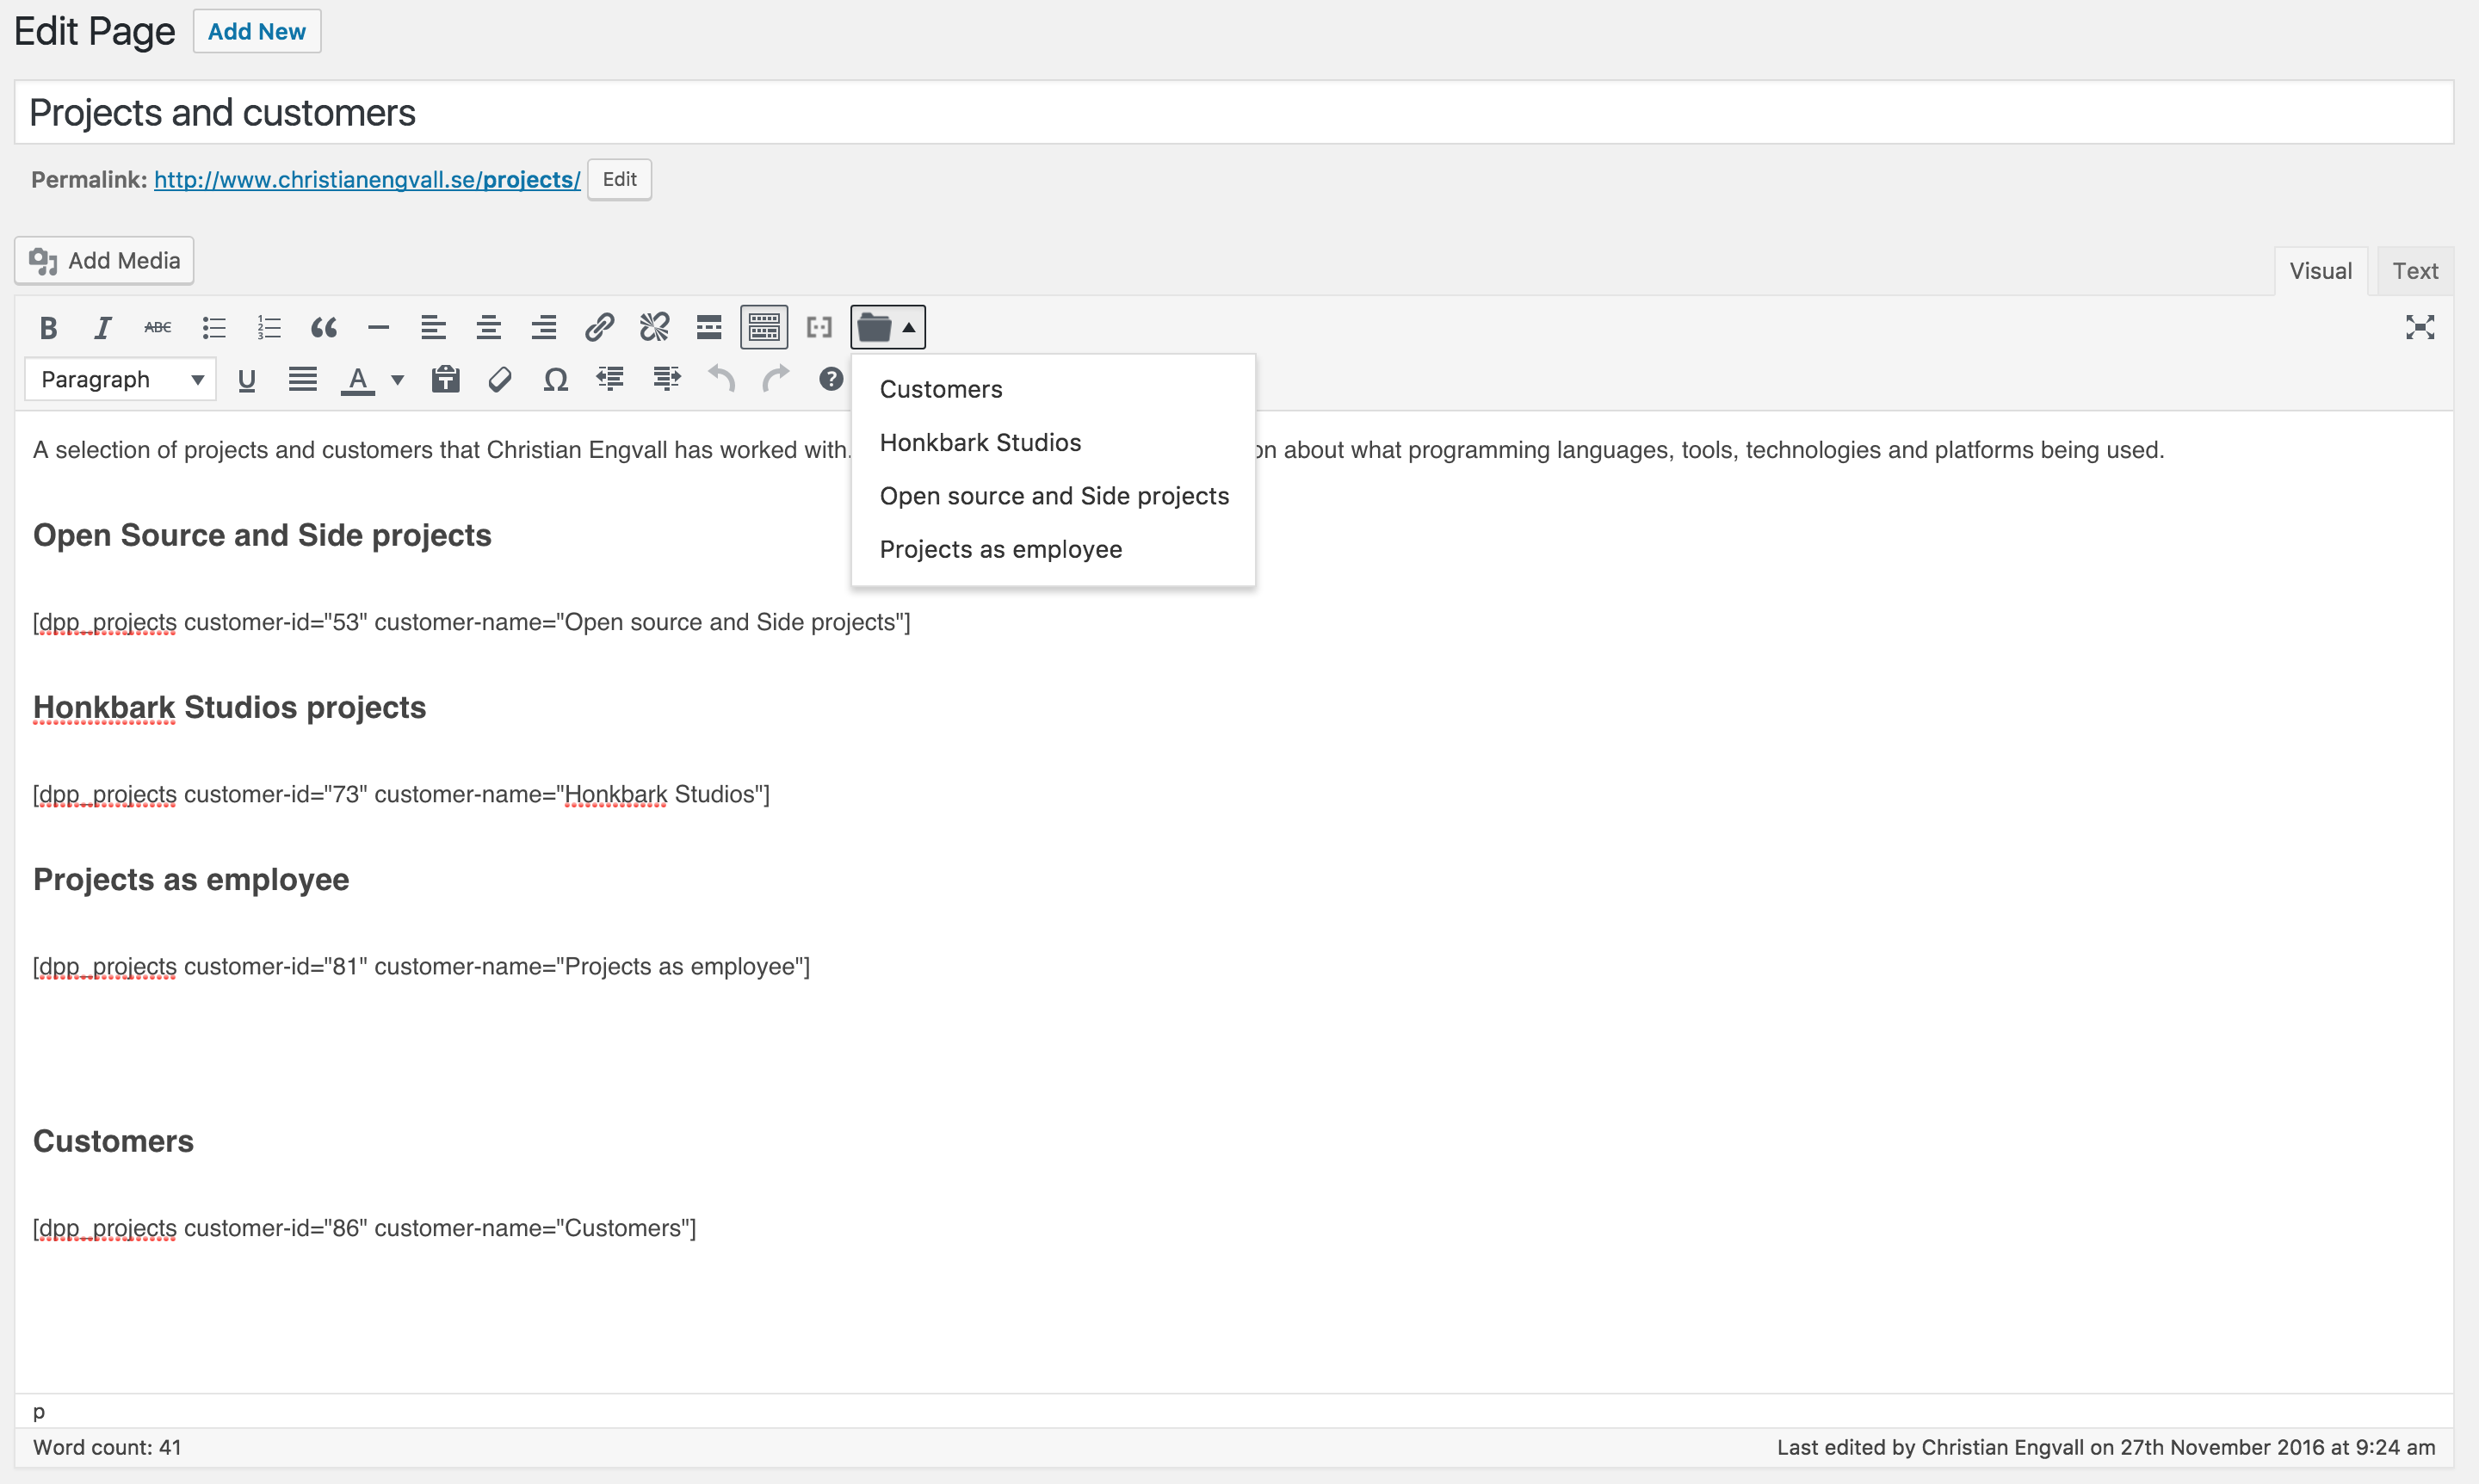 Edit Page Add New
Projects and customers
Permalink: http://www.christianengvall.se/projects/ Edit
Add Media
Visual Text
B I ABC
Paragraph U A Ω ?
Customers
Honkbark Studios
Open source and Side projects
Projects as employee
A selection of projects and customers that Christian Engvall has worked with. about what programming languages, tools, technologies and platforms being used.
Open Source and Side projects
[dpp_projects customer-id="53" customer-name="Open source and Side projects"]
Honkbark Studios projects
[dpp_projects customer-id="73" customer-name="Honkbark Studios"]
Projects as employee
[dpp_projects customer-id="81" customer-name="Projects as employee"]
Customers
[dpp_projects customer-id="86" customer-name="Customers"]
p
Word count: 41
Last edited by Christian Engvall on 27th November 2016 at 9:24 am